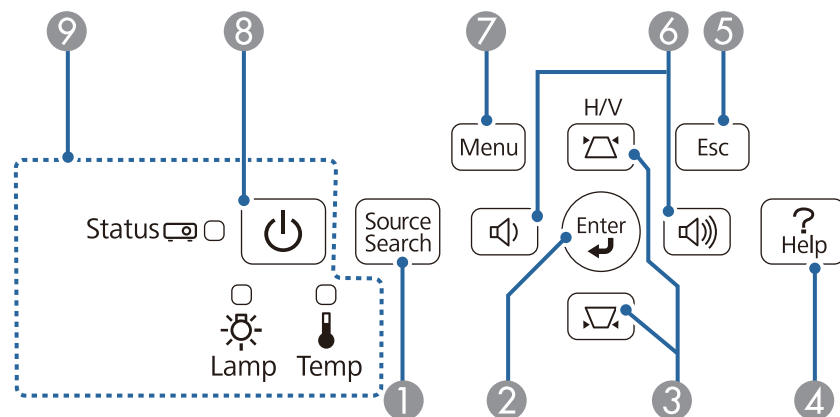 9 8 7 6 5
H/V
Menu
Esc
Status
Source
Search
Enter
?
Help
Lamp Temp
1 2 3 4